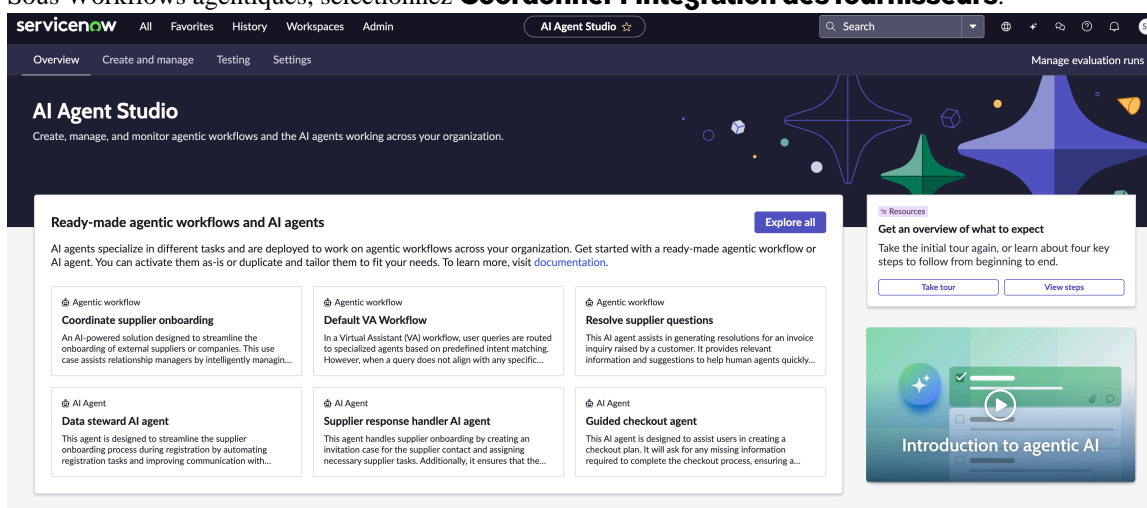 Sous Workflows agentiques, sélectionnez Coordonner l'intégration des fournisseurs.
servicenow All Favorites History Workspaces Admin AI Agent Studio ☆ Search
Overview Create and manage Testing Settings Manage evaluation runs
AI Agent Studio
Create, manage, and monitor agentic workflows and the AI agents working across your organization.
Ready-made agentic workflows and AI agents
Explore all
AI agents specialize in different tasks and are deployed to work on agentic workflows across your organization. Get started with a ready-made agentic workflow or
AI agent. You can activate them as-is or duplicate and tailor them to fit your needs. To learn more, visit documentation.
Agentic workflow
Coordinate supplier onboarding
An AI-powered solution designed to streamline the
onboarding of external suppliers or companies. This use
case assists relationship managers by intelligently managin...
Agentic workflow
Default VA Workflow
In a Virtual Assistant (VA) workflow, user queries are routed
to specialized agents based on predefined intent matching.
However, when a query does not align with any specific...
Agentic workflow
Resolve supplier questions
This AI agent assists in generating resolutions for an invoice
inquiry raised by a customer. It provides relevant
information and suggestions to help human agents quickly...
AI Agent
Data steward AI agent
This agent is designed to streamline the supplier
onboarding process during registration by automating
registration tasks and improving communication with...
AI Agent
Supplier response handler AI agent
This agent handles supplier onboarding by creating an
invitation case for the supplier contact and assigning
necessary supplier tasks. Additionally, it ensures that the...
AI Agent
Guided checkout agent
This AI agent is designed to assist users in creating a
checkout plan. It will ask for any missing information
required to complete the checkout process, ensuring a...
Resources
Get an overview of what to expect
Take the initial tour again, or learn about four key
steps to follow from beginning to end.
Take tour View steps
Introduction to agentic AI